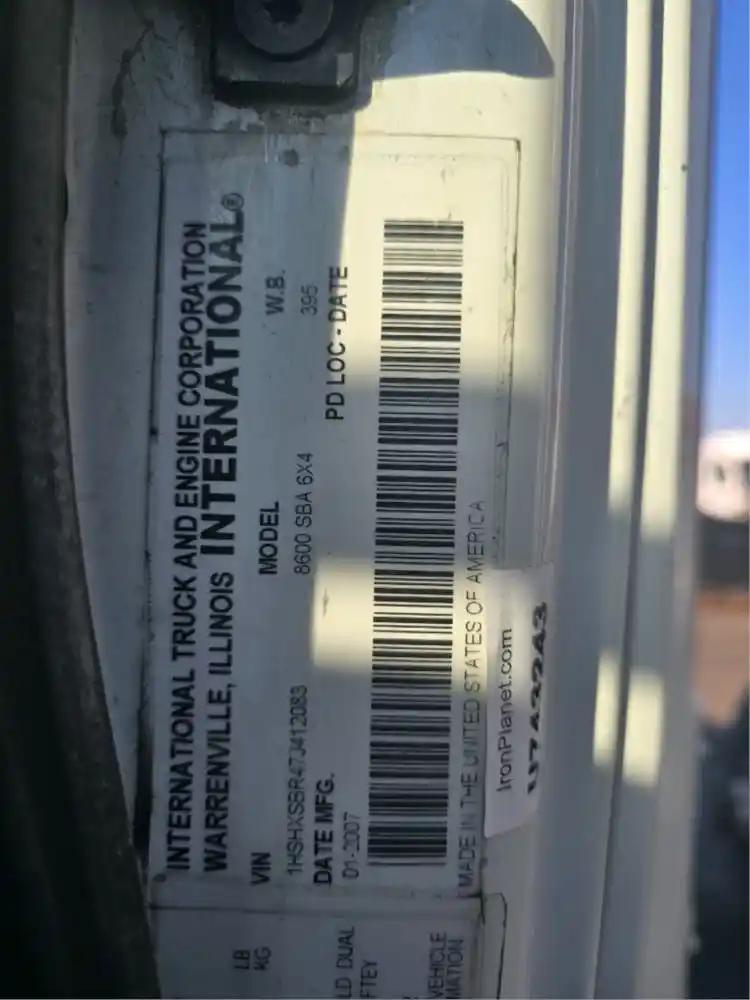 INTERNATIONAL TRUCK AND ENGINE CORPORATION
WARRENVILLE, ILLINOIS INTERNATIONAL®
VIN MODEL W.B.
1HSHXSBR47J412083 8600 SBA 6X4 395
DATE MFG. PD LOC - DATE
01-2007
MADE IN THE UNITED STATES OF AMERICA
IronPlanet.com
LB
KG
LD DUAL
FTEY
VEHICLE
MATION